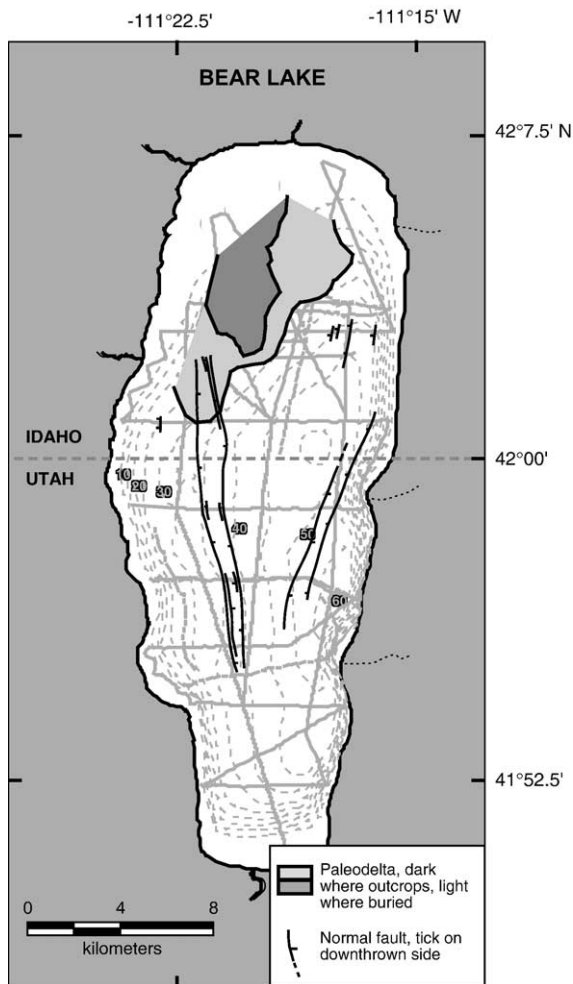 -111°22.5'
-111°15' W
BEAR LAKE
42°7.5' N
IDAHO
42°00'
UTAH
10
20
30
40
50
60
41°52.5'
Paleodelta, dark
where outcrops, light
where buried
0 4 8
kilometers
Normal fault, tick on
downthrown side